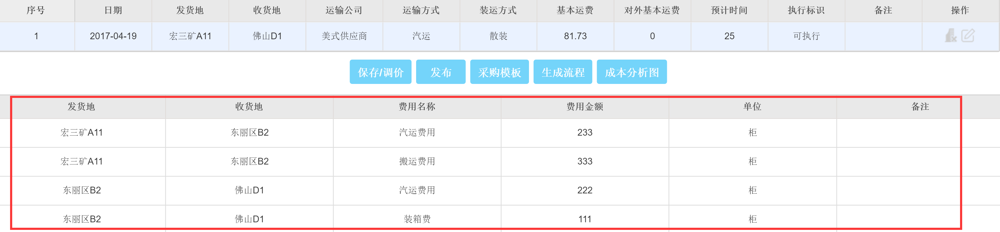 序号 日期 发货地 收货地 运输公司 运输方式 装运方式 基本运费 对外基本运费 预计时间 执行标识 备注 操作
1 2017-04-19 宏三矿A11 佛山D1 美式供应商 汽运 散装 81.73 0 25 可执行
保存/调价 发布 采购模板 生成流程 成本分析图
发货地 收货地 费用名称 费用金额 单位 备注
宏三矿A11 东丽区B2 汽运费用 233 柜
宏三矿A11 东丽区B2 搬运费用 333 柜
东丽区B2 佛山D1 汽运费用 222 柜
东丽区B2 佛山D1 装箱费 111 柜